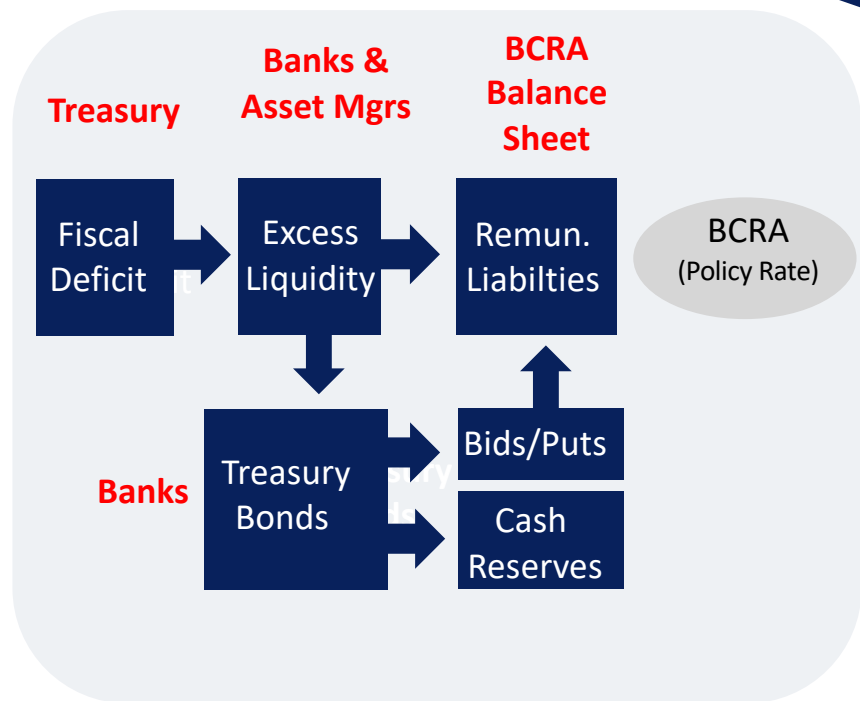 Treasury
Banks &
Asset Mgrs
BCRA
Balance
Sheet
Fiscal
Deficit
Excess
Liquidity
Remun.
Liabilties
BCRA
(Policy Rate)
Banks
Treasury
Bonds
Bids/Puts
Cash
Reserves